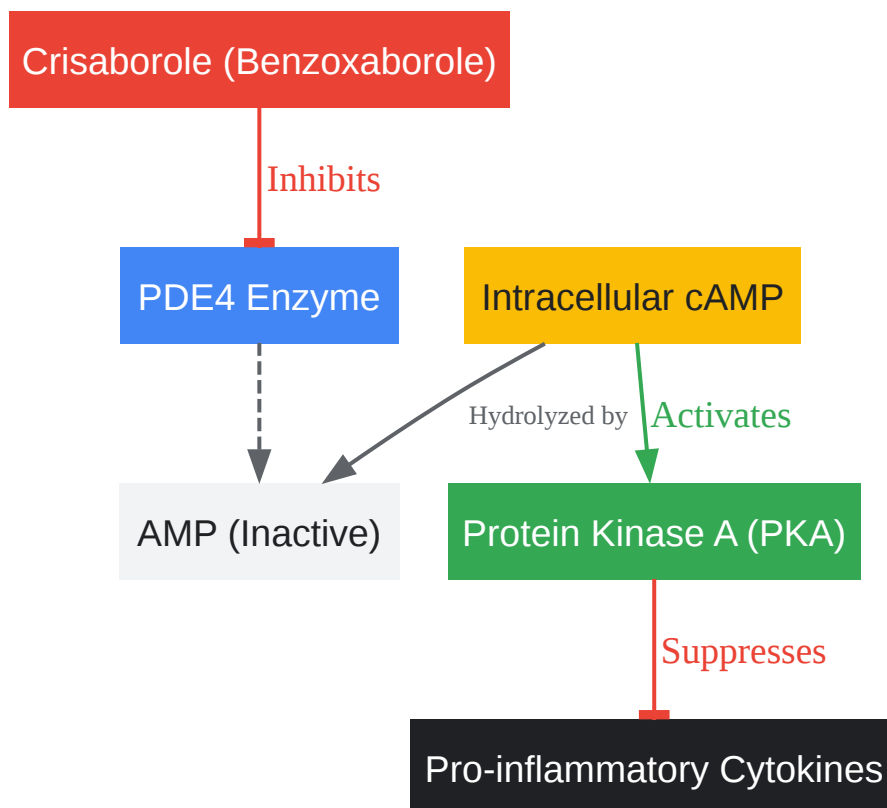 Crisaborole (Benzoxaborole)
Inhibits
PDE4 Enzyme
Intracellular cAMP
Hydrolyzed by
Activates
AMP (Inactive)
Protein Kinase A (PKA)
Suppresses
Pro-inflammatory Cytokines